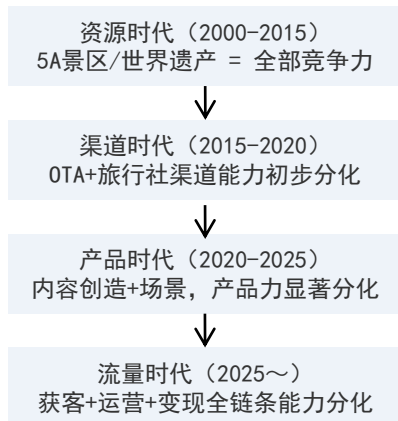 资源时代（2000-2015）
5A景区/世界遗产 = 全部竞争力
渠道时代（2015-2020）
OTA+旅行社渠道能力初步分化
产品时代（2020-2025）
内容创造+场景，产品力显著分化
流量时代（2025～）
获客+运营+变现全链条能力分化